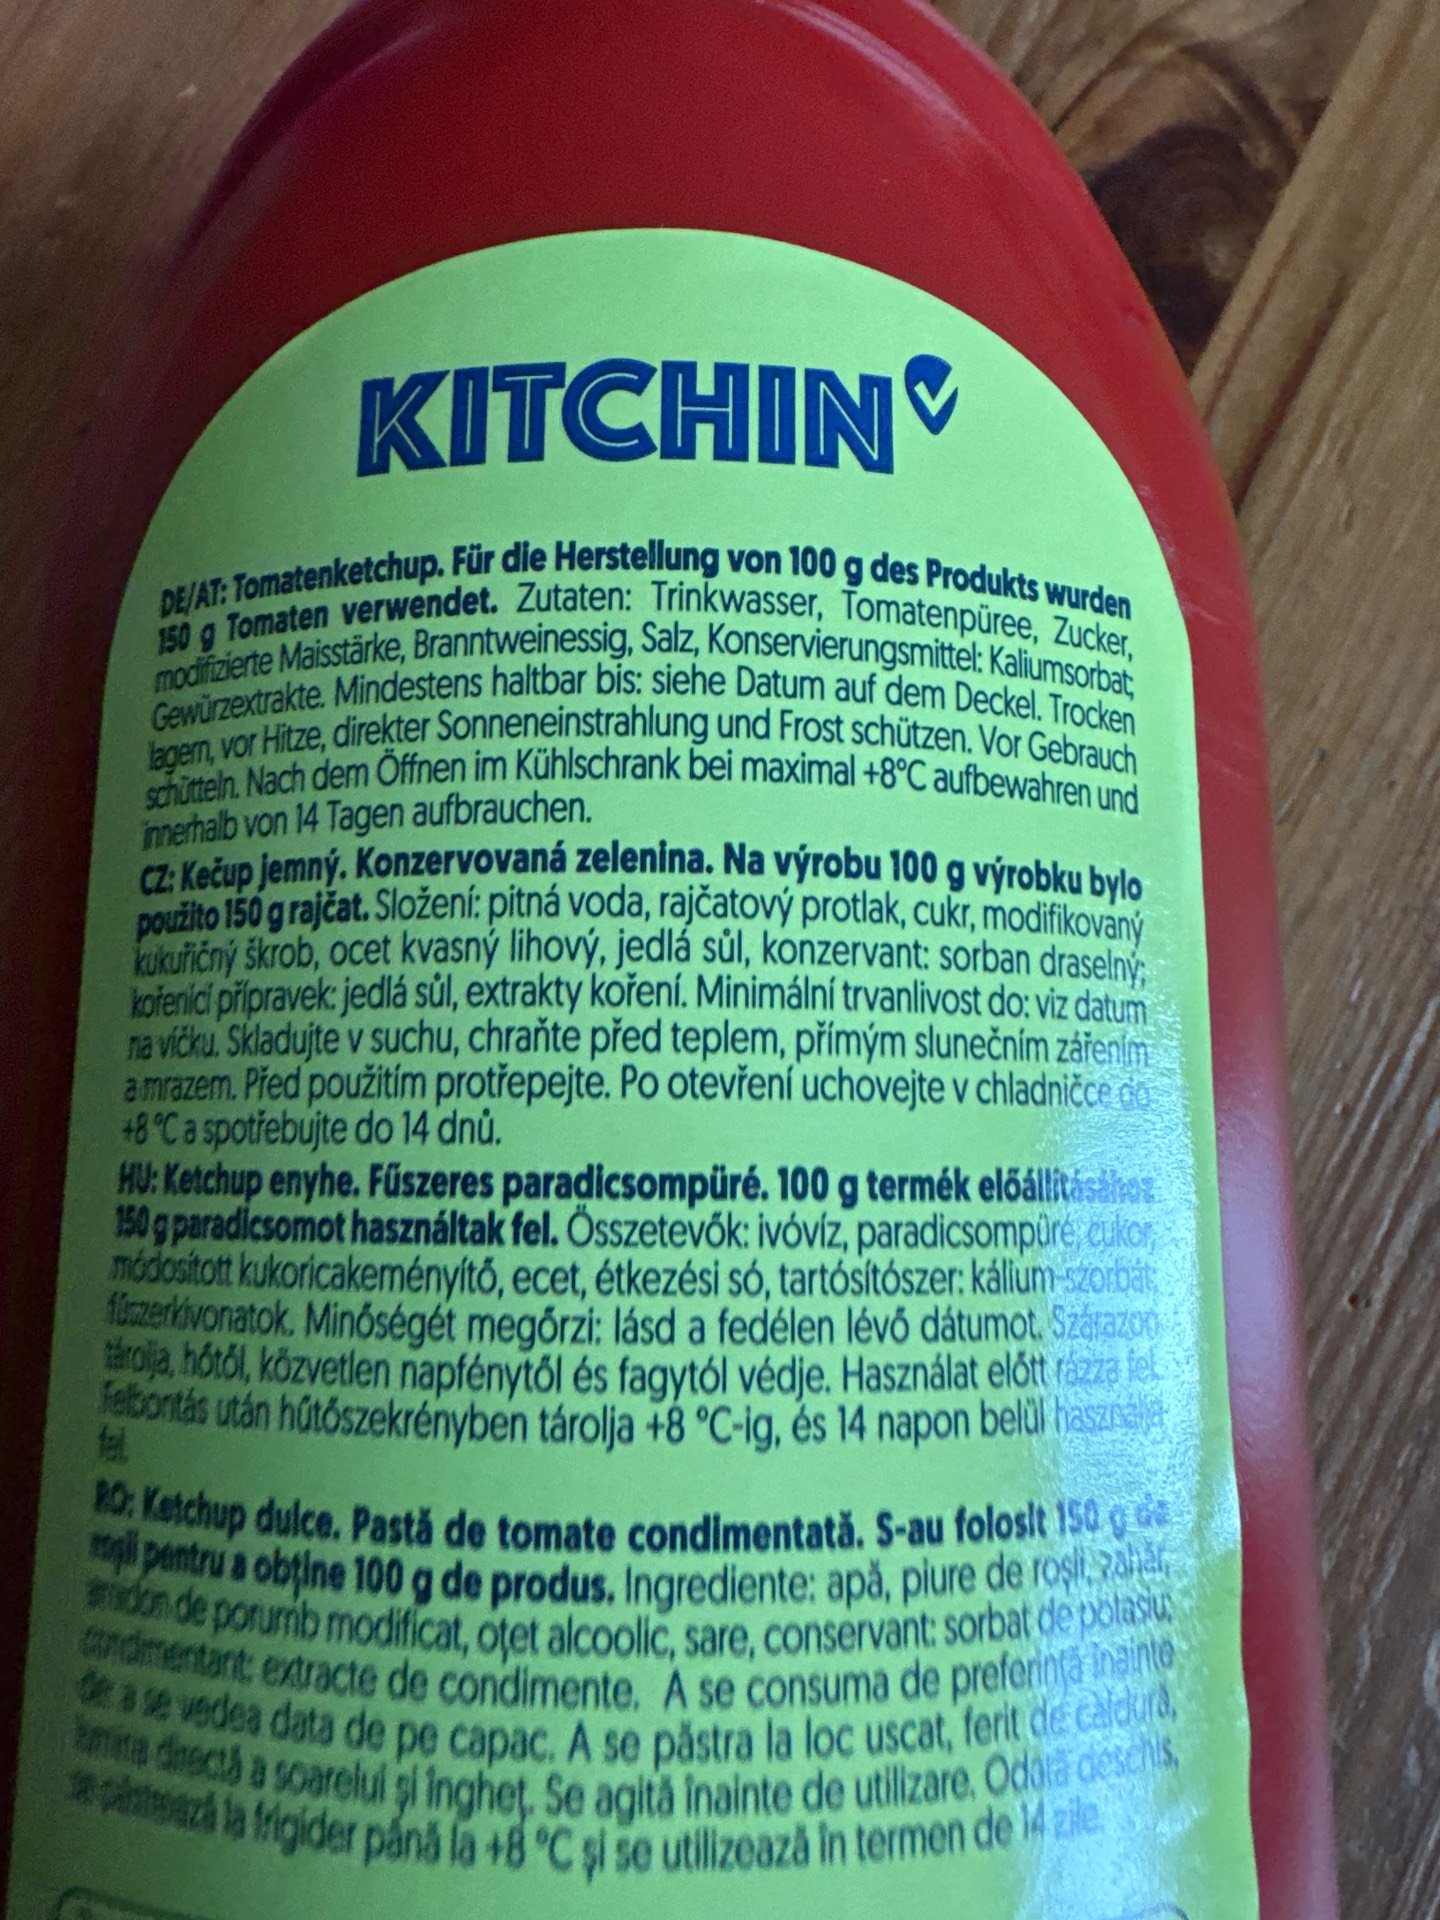 KITCHIN
DE/AT: Tomatenketchup. Für die Herstellung von 100 g des Produkts wurden
150 g Tomaten verwendet. Zutaten: Trinkwasser, Tomatenpüree, Zucker,
modifizierte Maisstärke, Branntweinessig, Salz, Konservierungsmittel: Kaliumsorbat;
Gewürzextrakte. Mindestens haltbar bis: siehe Datum auf dem Deckel. Trocken
lagern, vor Hitze, direkter Sonneneinstrahlung und Frost schützen. Vor Gebrauch
schütteln. Nach dem Öffnen im Kühlschrank bei maximal +8°C aufbewahren und
innerhalb von 14 Tagen aufbrauchen.
CZ: Kečup jemný. Konzervovaná zelenina. Na výrobu 100 g výrobku bylo
použito 150 g rajčat. Složení: pitná voda, rajčatový protlak, cukr, modifikovaný
kukuřičný škrob, ocet kvasný lihový, jedlá sůl, konzervant: sorban draselný;
kořenicí přípravek: jedlá sůl, extrakty koření. Minimální trvanlivost do: viz datum
na víčku. Skladujte v suchu, chraňte před teplem, přímým slunečním zářením
a mrazem. Před použitím protřepejte. Po otevření uchovejte v chladničce do
+8 °C a spotřebujte do 14 dnů.
HU: Ketchup enyhe. Fűszeres paradicsompüré. 100 g termék előállításához
150 g paradicsomot használtak fel. Összetevők: ivóvíz, paradicsompüré, cukor,
módosított kukoricakeményítő, ecet, étkezési só, tartósítószer: kálium-szorbát;
fűszerkivonatok. Minőségét megőrzi: lásd a fedélen lévő dátumot. Szárazon
tárolja, hőtől, közvetlen napfénytől és fagytól védje. Használat előtt rázza fel.
Felbontás után hűtőszekrényben tárolja +8 °C-ig, és 14 napon belül használja
fel.
RO: Ketchup dulce. Pastă de tomate condimentată. S-au folosit 150 g de
roşii pentru a obţine 100 g de produs. Ingrediente: apă, piure de roşii, zahăr,
amidon de porumb modificat, oţet alcoolic, sare, conservant: sorbat de potasiu;
condimentant: extracte de condimente. A se consuma de preferinţă înainte
de: a se vedea data de pe capac. A se păstra la loc uscat, ferit de căldură,
lumina directă a soarelui şi îngheţ. Se agită înainte de utilizare. Odată deschis,
se păstrează la frigider până la +8 °C şi se utilizează în termen de 14 zile.